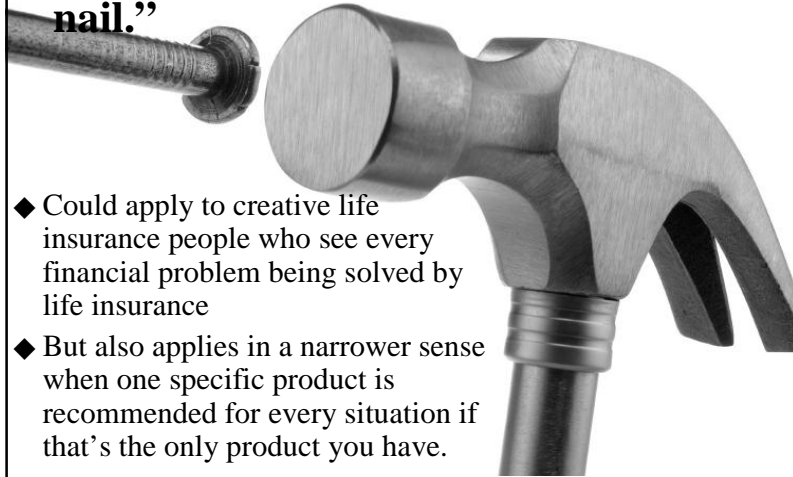 nail.”
◆ Could apply to creative life
insurance people who see every
financial problem being solved by
life insurance
◆ But also applies in a narrower sense
when one specific product is
recommended for every situation if
that’s the only product you have.